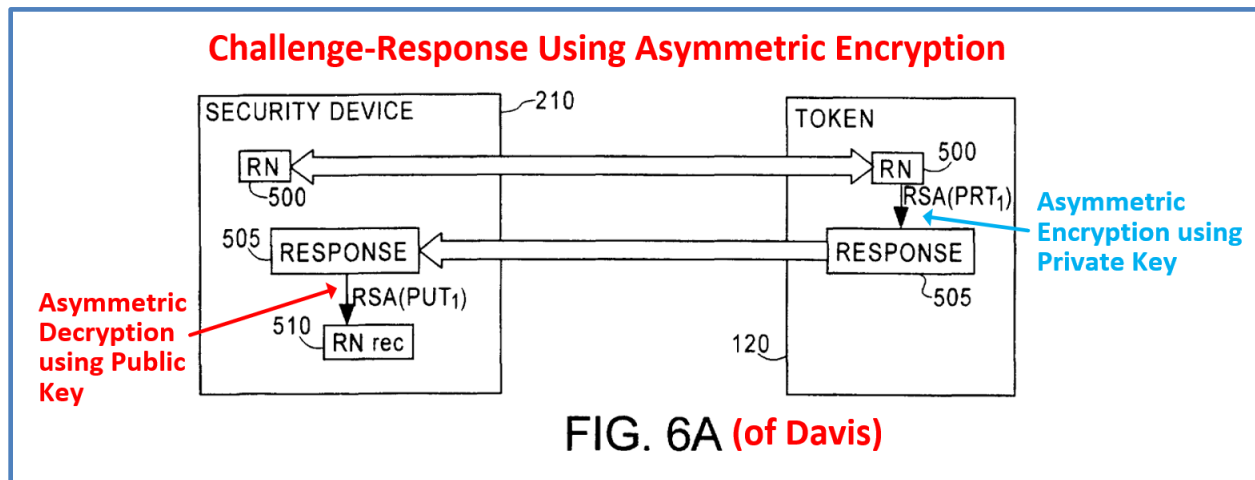 Challenge-Response Using Asymmetric Encryption
SECURITY DEVICE
210
TOKEN
RN
500
RN
500
RSA(PRT₁)
Asymmetric
Encryption using
Private Key
505
RESPONSE
RESPONSE
505
Asymmetric
Decryption
using Public
Key
RSA(PUT₁)
510
RN rec
120
FIG. 6A (of Davis)